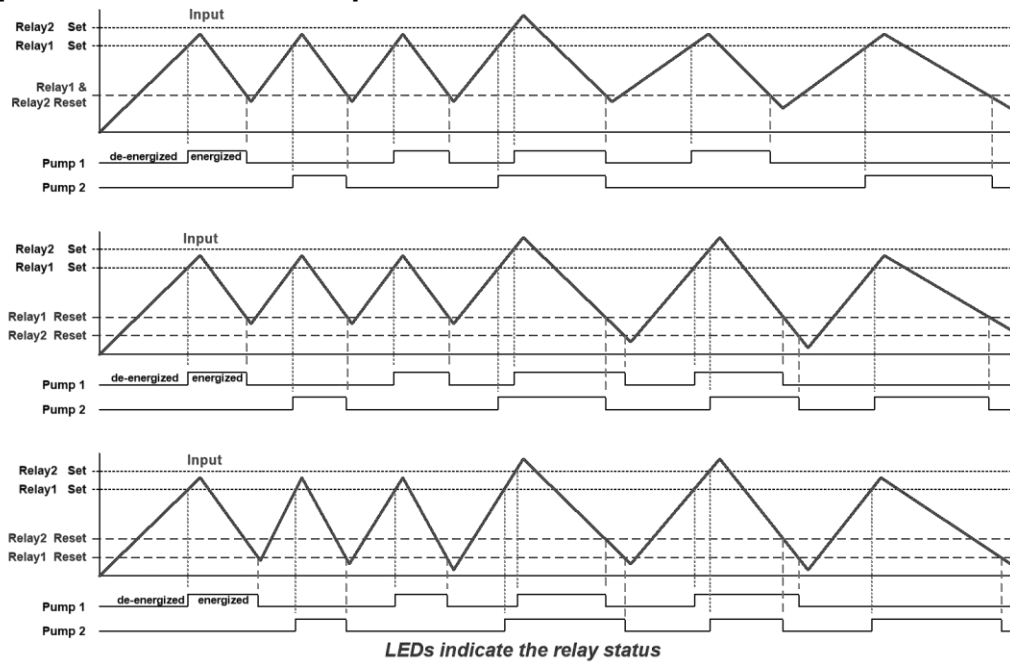 Input
Relay2 Set
Relay1 Set
Relay1 &
Relay2 Reset
de-energized energized
Pump 1
Pump 2
Input
Relay2 Set
Relay1 Set
Relay1 Reset
Relay2 Reset
de-energized energized
Pump 1
Pump 2
Input
Relay2 Set
Relay1 Set
Relay2 Reset
Relay1 Reset
de-energized energized
Pump 1
Pump 2
LEDs indicate the relay status